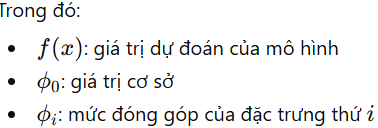 Trong đó:
• f(x): giá trị dự đoán của mô hình
• ϕ₀: giá trị cơ sở
• ϕᵢ: mức đóng góp của đặc trưng thứ i